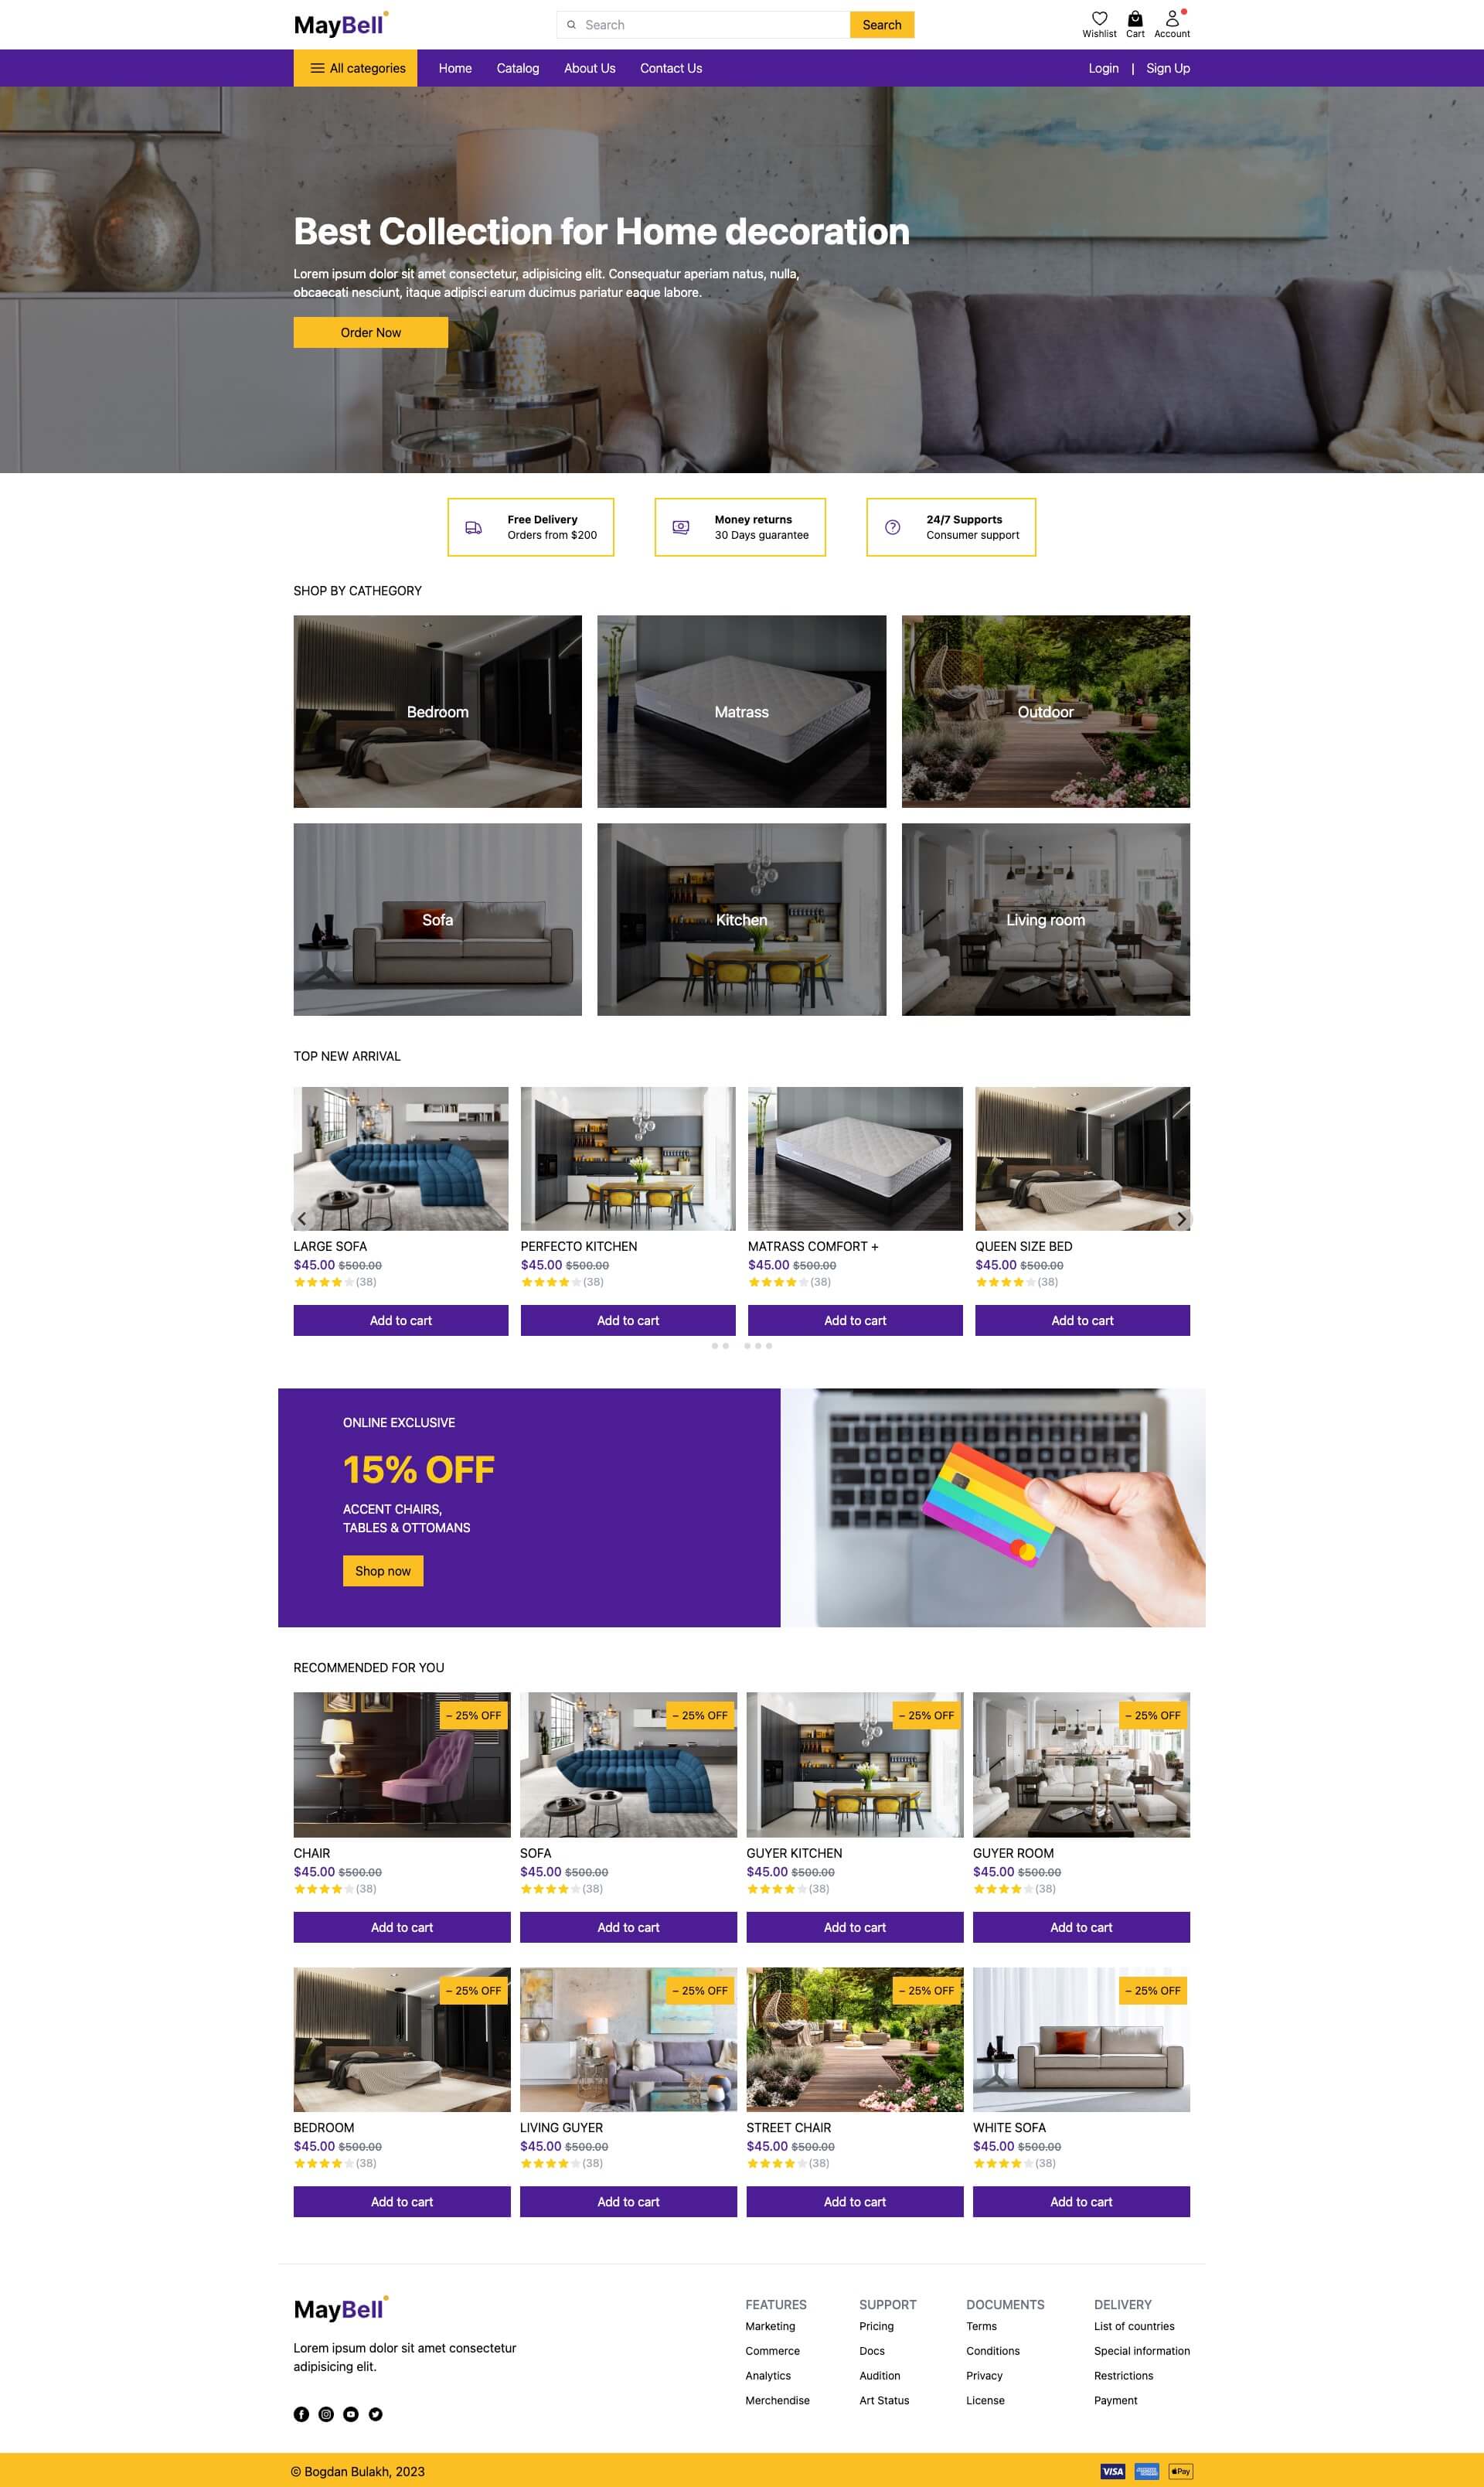 MayBell
Search
Search
Wishlist
Cart
Account
All categories
Home
Catalog
About Us
Contact Us
Login
|
Sign Up
Best Collection for Home decoration
Lorem ipsum dolor sit amet consectetur, adipisicing elit. Consequatur aperiam natus, nulla,
obcaecati nesciunt, itaque adipisci earum ducimus pariatur eaque labore.
Order Now
Free Delivery
Orders from $200
Money returns
30 Days guarantee
24/7 Supports
Consumer support
SHOP BY CATHEGORY
Bedroom
Matrass
Outdoor
Sofa
Kitchen
Living room
TOP NEW ARRIVAL
LARGE SOFA
$45.00 $500.00
(38)
Add to cart
PERFECTO KITCHEN
$45.00 $500.00
(38)
Add to cart
MATRASS COMFORT +
$45.00 $500.00
(38)
Add to cart
QUEEN SIZE BED
$45.00 $500.00
(38)
Add to cart
ONLINE EXCLUSIVE
15% OFF
ACCENT CHAIRS,
TABLES & OTTOMANS
Shop now
RECOMMENDED FOR YOU
– 25% OFF
CHAIR
$45.00 $500.00
(38)
Add to cart
– 25% OFF
SOFA
$45.00 $500.00
(38)
Add to cart
– 25% OFF
GUYER KITCHEN
$45.00 $500.00
(38)
Add to cart
– 25% OFF
GUYER ROOM
$45.00 $500.00
(38)
Add to cart
– 25% OFF
BEDROOM
$45.00 $500.00
(38)
Add to cart
– 25% OFF
LIVING GUYER
$45.00 $500.00
(38)
Add to cart
– 25% OFF
STREET CHAIR
$45.00 $500.00
(38)
Add to cart
– 25% OFF
WHITE SOFA
$45.00 $500.00
(38)
Add to cart
MayBell
Lorem ipsum dolor sit amet consectetur
adipisicing elit.
FEATURES
Marketing
Commerce
Analytics
Merchendise
SUPPORT
Pricing
Docs
Audition
Art Status
DOCUMENTS
Terms
Conditions
Privacy
License
DELIVERY
List of countries
Special information
Restrictions
Payment
© Bogdan Bulakh, 2023
VISA
AMERICAN EXPRESS
Pay